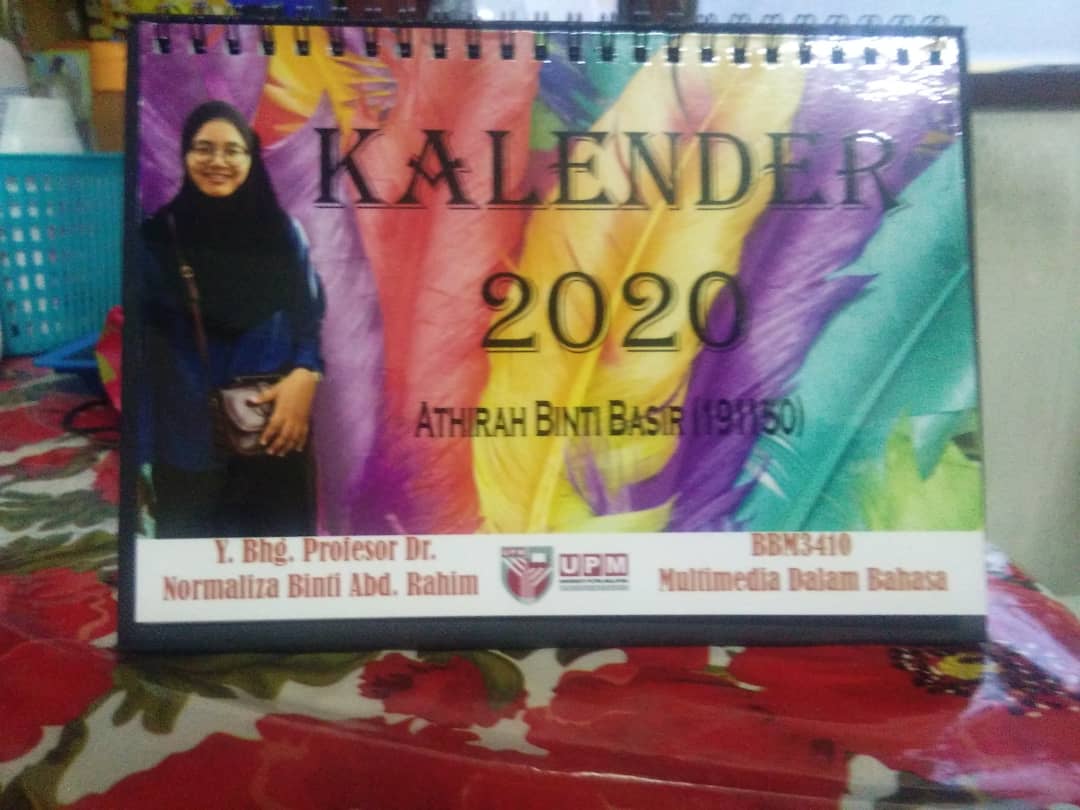 KALENDER
2020
ATHIRAH BINTI BASIR (191150)
Y. Bhg. Profesor Dr.
Normaliza Binti Abd. Rahim
UPM
BBM3410
Multimedia Dalam Bahasa